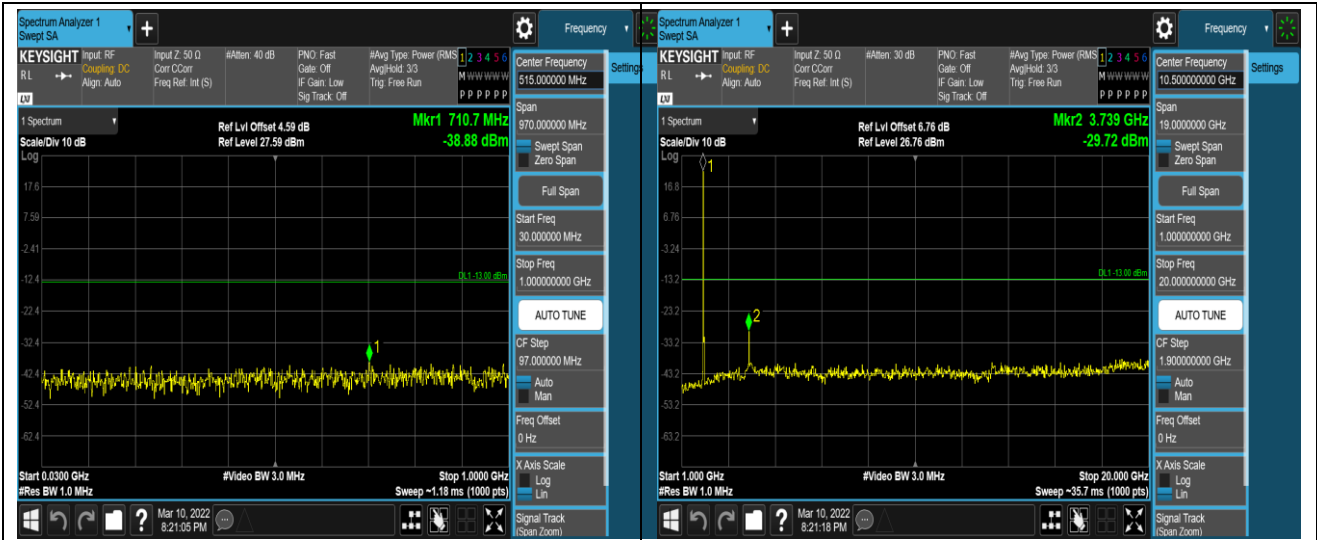 Spectrum Analyzer 1
Swept SA
+
Frequency
KEYSIGHT
RL
LXI
Input: RF
Coupling: DC
Align: Auto
Input Z: 50 Ω
Corr CCorr
Freq Ref: Int (S)
#Atten: 40 dB
PNO: Fast
Gate: Off
IF Gain: Low
Sig Track: Off
#Avg Type: Power (RMS
Avg|Hold: 3/3
Trig: Free Run
1 2 3 4 5 6
M W W W W W
P P P P P P
1 Spectrum
Scale/Div 10 dB
Log
Ref Lvl Offset 4.59 dB
Ref Level 27.59 dBm
Mkr1 710.7 MHz
-38.88 dBm
17.6
7.59
-2.41
-12.4
-22.4
-32.4
-42.4
-52.4
-62.4
DL1 -13.00 dBm
1
Start 0.0300 GHz
#Res BW 1.0 MHz
#Video BW 3.0 MHz
Stop 1.0000 GHz
Sweep ~1.18 ms (1000 pts)
Center Frequency
515.000000 MHz
Settings
Span
970.000000 MHz
Swept Span
Zero Span
Full Span
Start Freq
30.000000 MHz
Stop Freq
1.000000000 GHz
AUTO TUNE
CF Step
97.000000 MHz
Auto
Man
Freq Offset
0 Hz
X Axis Scale
Log
Lin
Signal Track
(Span Zoom)
?
Mar 10, 2022
8:21:05 PM
Spectrum Analyzer 1
Swept SA
+
Frequency
KEYSIGHT
RL
LXI
Input: RF
Coupling: DC
Align: Auto
Input Z: 50 Ω
Corr CCorr
Freq Ref: Int (S)
#Atten: 30 dB
PNO: Fast
Gate: Off
IF Gain: Low
Sig Track: Off
#Avg Type: Power (RMS
Avg|Hold: 3/3
Trig: Free Run
1 2 3 4 5 6
M W W W W W
P P P P P P
1 Spectrum
Scale/Div 10 dB
Log
Ref Lvl Offset 6.76 dB
Ref Level 26.76 dBm
Mkr2 3.739 GHz
-29.72 dBm
16.8
6.76
-3.24
-13.2
-23.2
-33.2
-43.2
-53.2
-63.2
DL1 -13.00 dBm
1
2
Start 1.000 GHz
#Res BW 1.0 MHz
#Video BW 3.0 MHz
Stop 20.000 GHz
Sweep ~35.7 ms (1000 pts)
Center Frequency
10.500000000 GHz
Settings
Span
19.0000000 GHz
Swept Span
Zero Span
Full Span
Start Freq
1.000000000 GHz
Stop Freq
20.000000000 GHz
AUTO TUNE
CF Step
1.900000000 GHz
Auto
Man
Freq Offset
0 Hz
X Axis Scale
Log
Lin
Signal Track
(Span Zoom)
?
Mar 10, 2022
8:21:18 PM